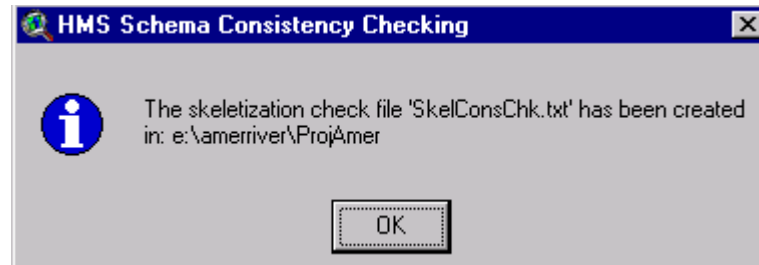 HMS Schema Consistency Checking
The skeletization check file 'SkelConsChk.txt' has been created
in: e:\amerriver\ProjAmer
OK